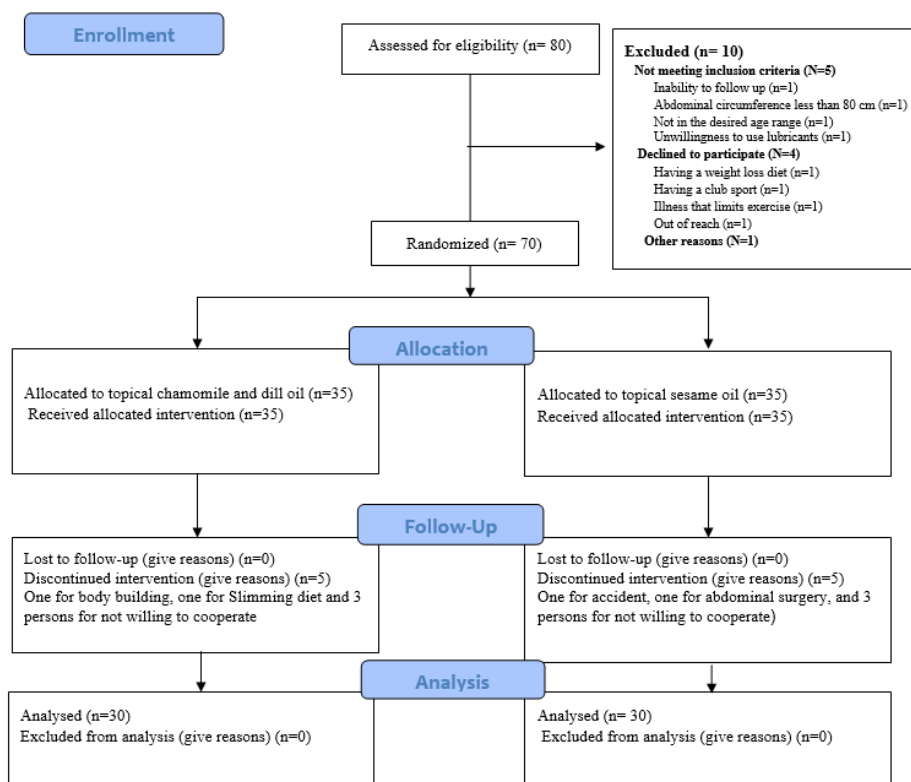 Enrollment
Assessed for eligibility (n= 80)
Excluded (n= 10)
Not meeting inclusion criteria (N=5)
Inability to follow up (n=1)
Abdominal circumference less than 80 cm (n=1)
Not in the desired age range (n=1)
Unwillingness to use lubricants (n=1)
Declined to participate (N=4)
Having a weight loss diet (n=1)
Having a club sport (n=1)
Illness that limits exercise (n=1)
Out of reach (n=1)
Other reasons (N=1)
Randomized (n= 70)
Allocation
Allocated to topical chamomile and dill oil (n=35)
Received allocated intervention (n=35)
Allocated to topical sesame oil (n=35)
Received allocated intervention (n=35)
Follow-Up
Lost to follow-up (give reasons) (n=0)
Discontinued intervention (give reasons) (n=5)
One for body building, one for Slimming diet and 3
persons for not willing to cooperate
Lost to follow-up (give reasons) (n=0)
Discontinued intervention (give reasons) (n=5)
One for accident, one for abdominal surgery, and 3
persons for not willing to cooperate)
Analysis
Analysed (n=30)
Excluded from analysis (give reasons) (n=0)
Analysed (n= 30)
Excluded from analysis (give reasons) (n=0)